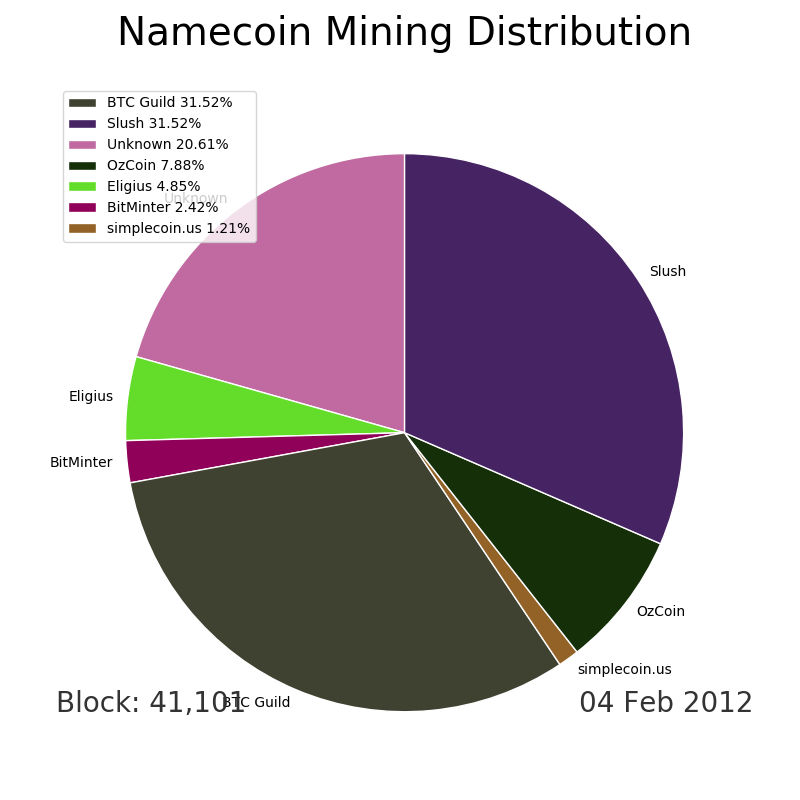 Namecoin Mining Distribution
BTC Guild 31.52%
Slush 31.52%
Unknown 20.61%
OzCoin 7.88%
Eligius 4.85%
BitMinter 2.42%
simplecoin.us 1.21%
Unknown
Slush
Eligius
BitMinter
OzCoin
simplecoin.us
BTC Guild
Block: 41,101
04 Feb 2012